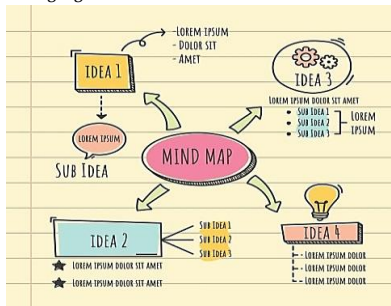 IDEA 1
-LOREM IPSUM
- DOLOR SIT
- AMET
LOREM IPSUM
SUB IDEA
IDEA 3
LOREM IPSUM DOLOR SIT AMET
• SUB IDEA 1
• SUB IDEA 2
• SUB IDEA 3
LOREM
IPSUM
MIND MAP
IDEA 2
SUB IDEA 1
SUB IDEA 2
SUB IDEA 3
★ LOREM IPSUM DOLOR SIT AMET
★ LOREM IPSUM DOLOR SIT AMET
IDEA 4
- LOREM IPSUM DOLOR
- LOREM IPSUM DOLOR
- LOREM IPSUM DOLOR